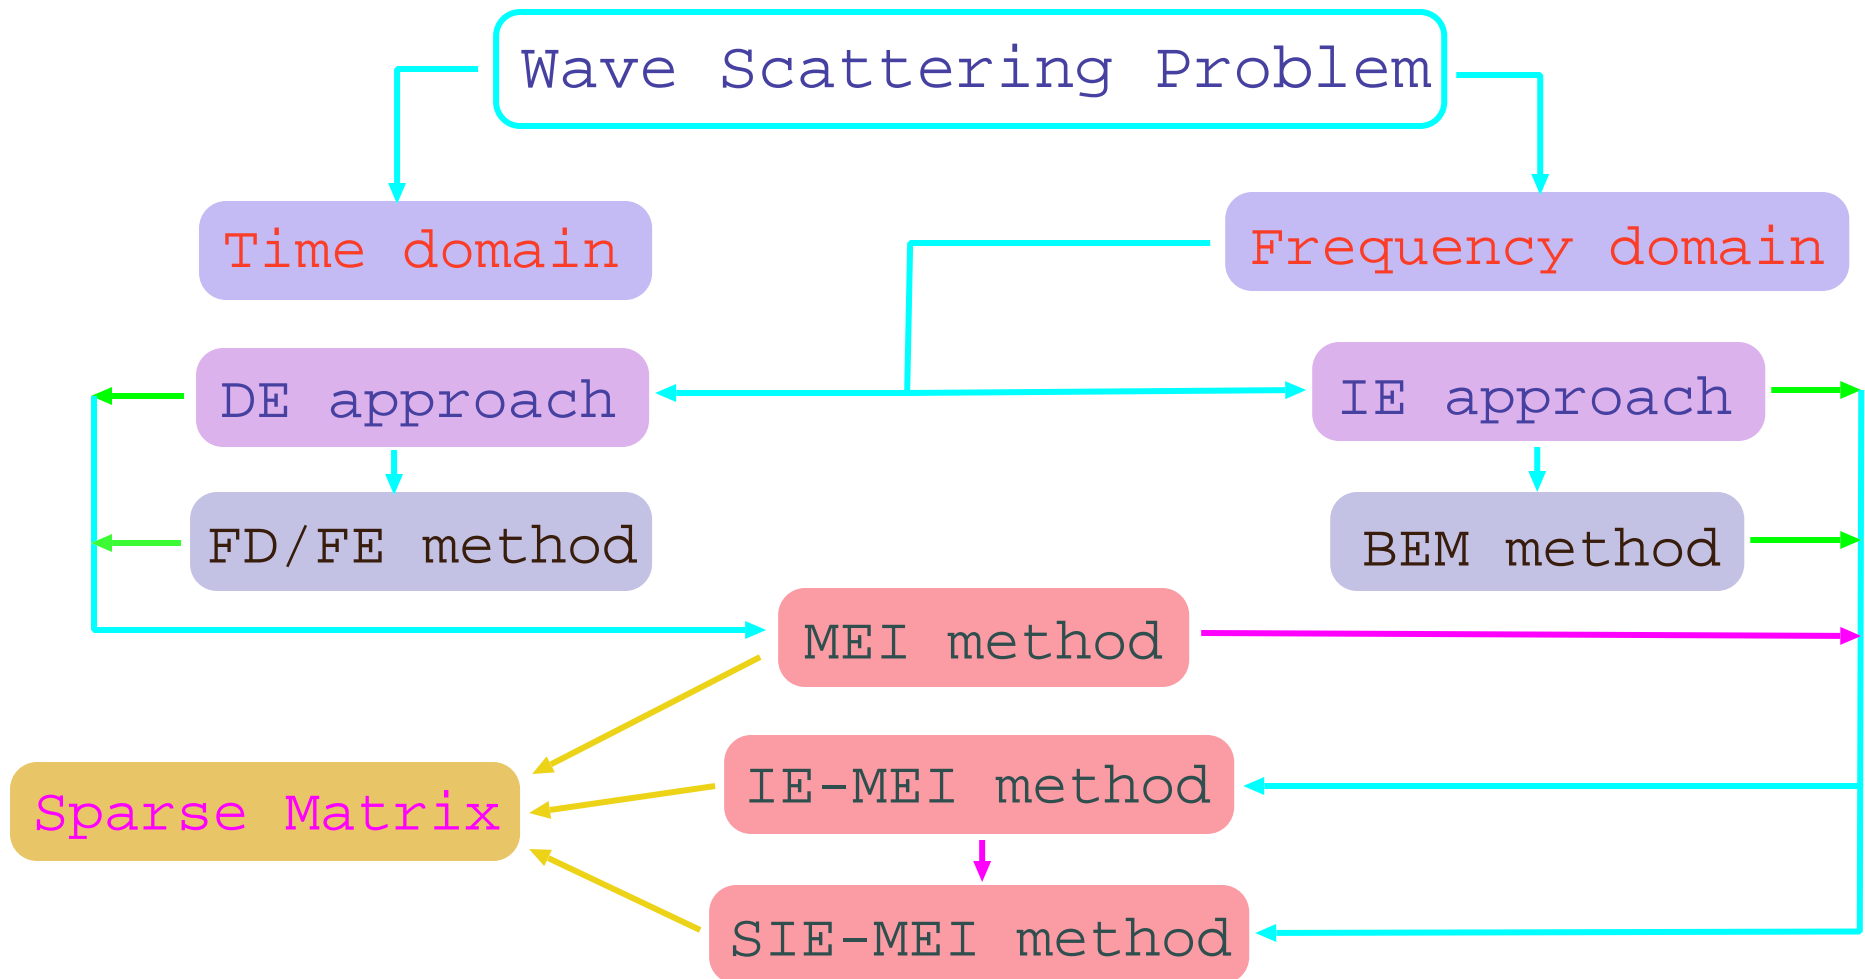 Wave Scattering Problem
Time domain
Frequency domain
DE approach
IE approach
FD/FE method
BEM method
MEI method
IE-MEI method
Sparse Matrix
SIE-MEI method